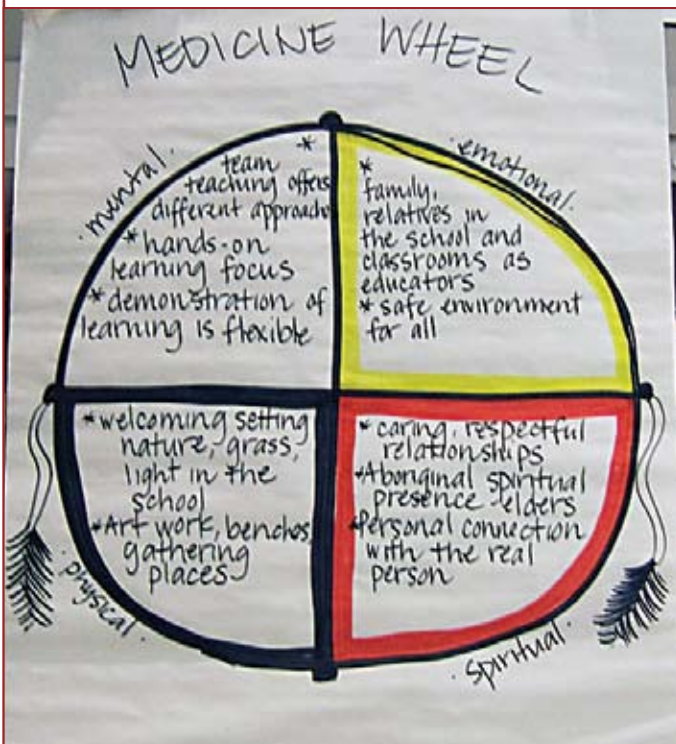 MEDICINE WHEEL
·mental·
*
team
teaching offers
different approache
*hands-on
learning focus
*demonstration of
learning is flexible
·emotional·
*
family,
relatives in
the school and
classrooms as
educators
*safe environment
for all
*welcoming setting
nature, grass,
light in the
school
*Art work, benches,
gathering
places
·physical·
*caring, respectful
relationships
*Aboriginal spiritual
presence-elders
*Personal connection
with the real
person
·spiritual·